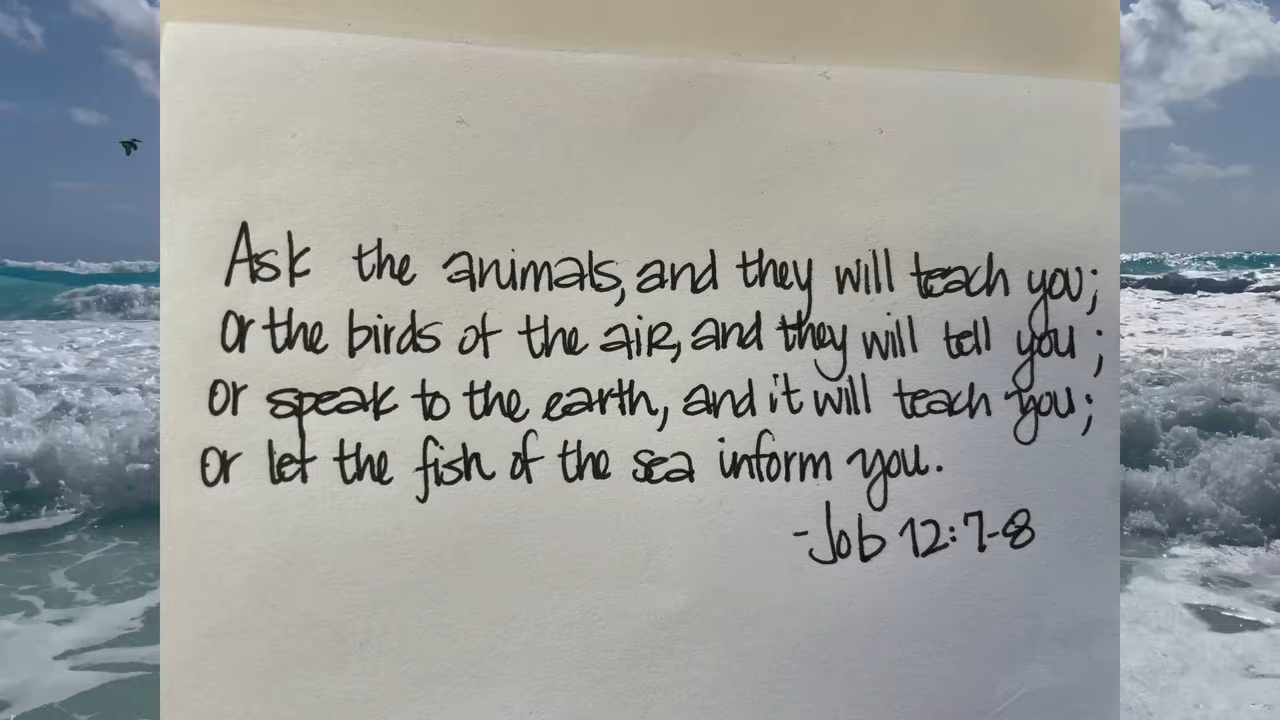 Ask the animals, and they will teach you;
Or the birds of the air, and they will tell you;
Or speak to the earth, and it will teach you;
Or let the fish of the sea inform you.
-Job 12:7-8